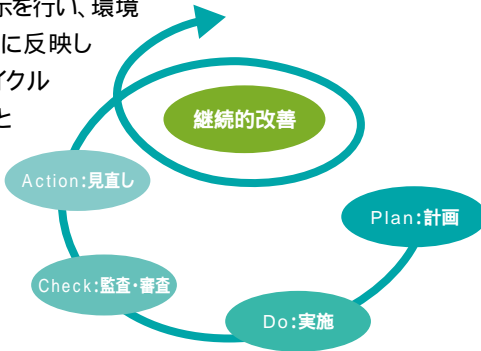 示を行い、環境
に反映し
イクル
と
継続的改善
Action:見直し
Plan:計画
Check:監査・審査
Do:実施